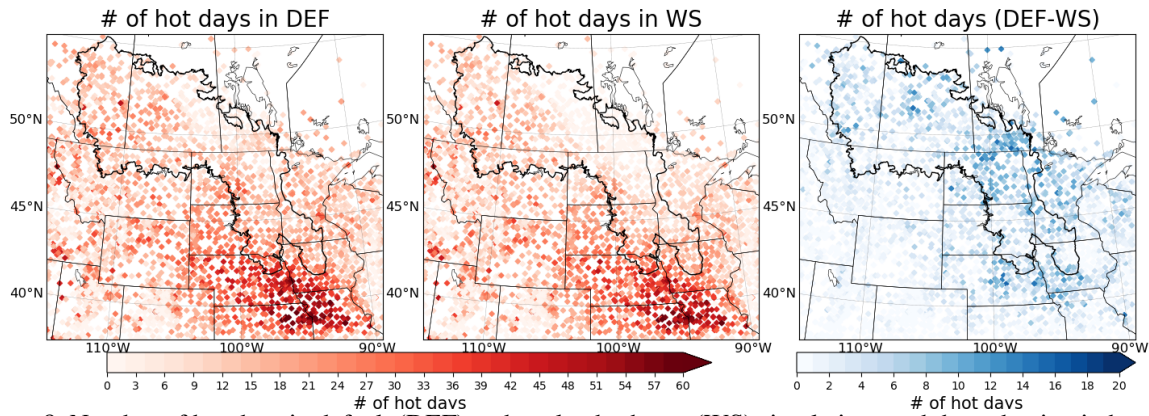 # of hot days in DEF
# of hot days in WS
# of hot days (DEF-WS)
50°N
45°N
40°N
110°W 100°W 90°W
50°N
45°N
40°N
110°W 100°W 90°W
50°N
45°N
40°N
110°W 100°W 90°W
0 3 6 9 12 15 18 21 24 27 30 33 36 39 42 45 48 51 54 57 60
# of hot days
0 2 4 6 8 10 12 14 16 18 20
# of hot days